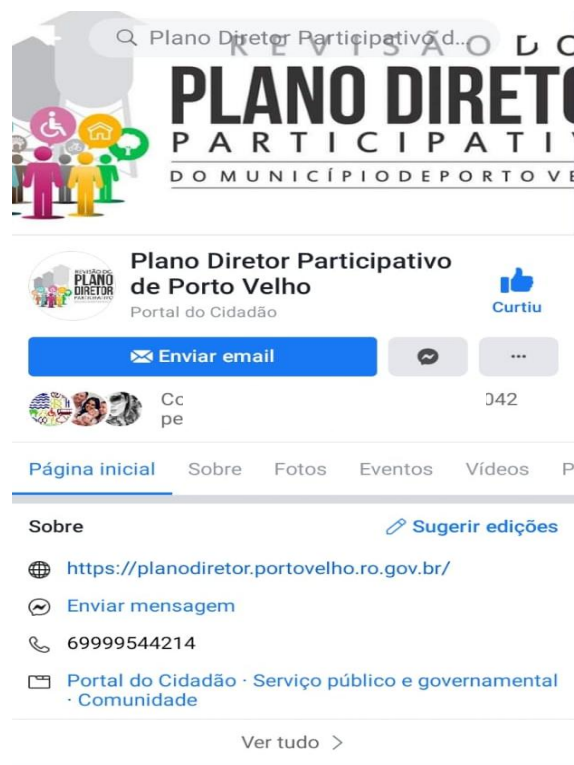 Plano Diretor Participativo d...
REVISÃO DO
PLANO DIRETO
PARTICIPATIV
DO MUNICÍPIO DE PORTO VE
REVISÃO DO
PLANO
DIRETOR
PARTICIPATIVO
Plano Diretor Participativo
de Porto Velho
Portal do Cidadão
Curtiu
Enviar email
...
042
pe
Página inicial Sobre Fotos Eventos Vídeos P
Sobre
Sugerir edições
https://planodiretor.portovelho.ro.gov.br/
Enviar mensagem
69999544214
Portal do Cidadão · Serviço público e governamental
· Comunidade
Ver tudo >